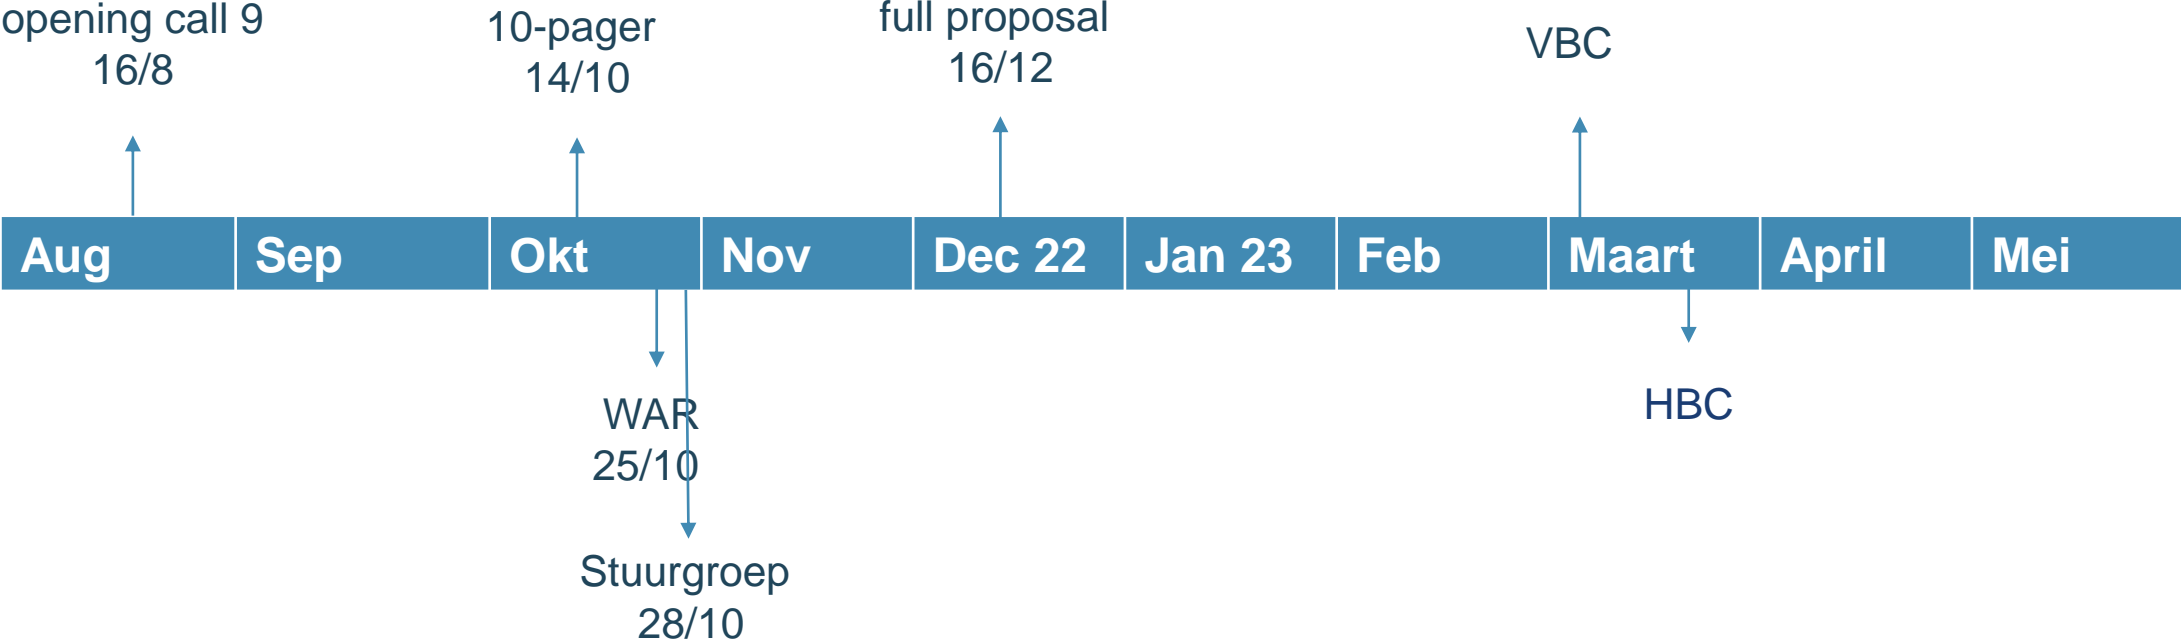 opening call 9
16/8
10-pager
14/10
full proposal
16/12
VBC
Aug
Sep
Okt
Nov
Dec 22
Jan 23
Feb
Maart
April
Mei
WAR
25/10
Stuurgroep
28/10
HBC